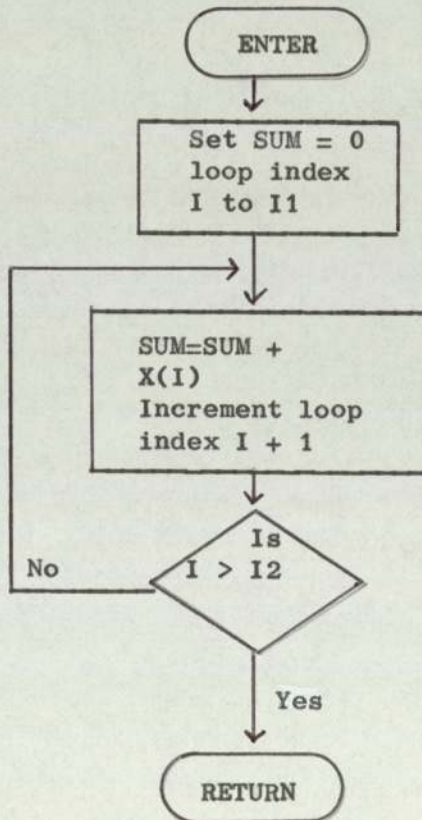 ENTER
Set SUM = 0
loop index
I to I1
SUM=SUM +
X(I)
Increment loop
index I + 1
Is
I > I2
No
Yes
RETURN